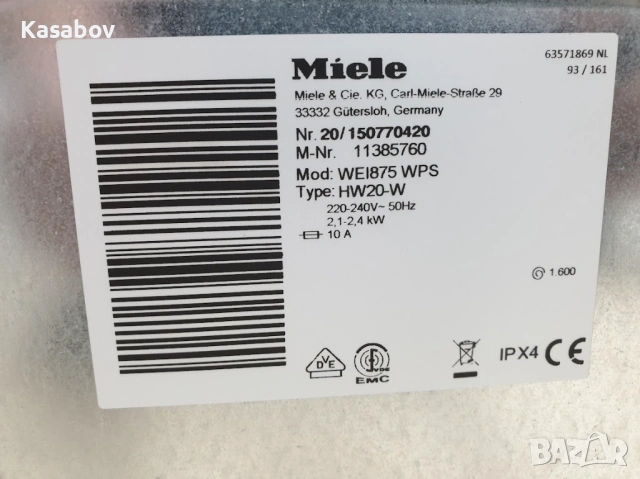 Kasabov
Miele
63571869 NL
93 / 161
Miele & Cie. KG, Carl-Miele-Straße 29
33332 Gütersloh, Germany
Nr. 20/150770420
M-Nr. 11385760
Mod: WEI875 WPS
Type: HW20-W
220-240V~ 50Hz
2,1-2,4 kW
10 A
1.600
DVE
VDE
EMC
IPX4 CE
BAZAR